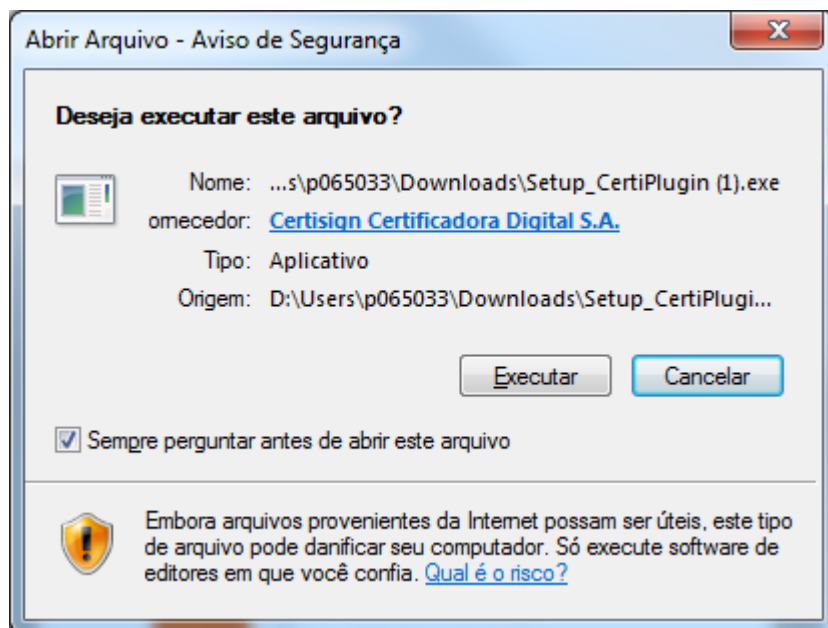 Abrir Arquivo - Aviso de Segurança
X
Deseja executar este arquivo?
Nome: ...s\p065033\Downloads\Setup_CertiPlugin (1).exe
ornecedor: Certisign Certificadora Digital S.A.
Tipo: Aplicativo
Origem: D:\Users\p065033\Downloads\Setup_CertiPlugi...
Executar Cancelar
Sempre perguntar antes de abrir este arquivo
Embora arquivos provenientes da Internet possam ser úteis, este tipo
de arquivo pode danificar seu computador. Só execute software de
editores em que você confia. Qual é o risco?